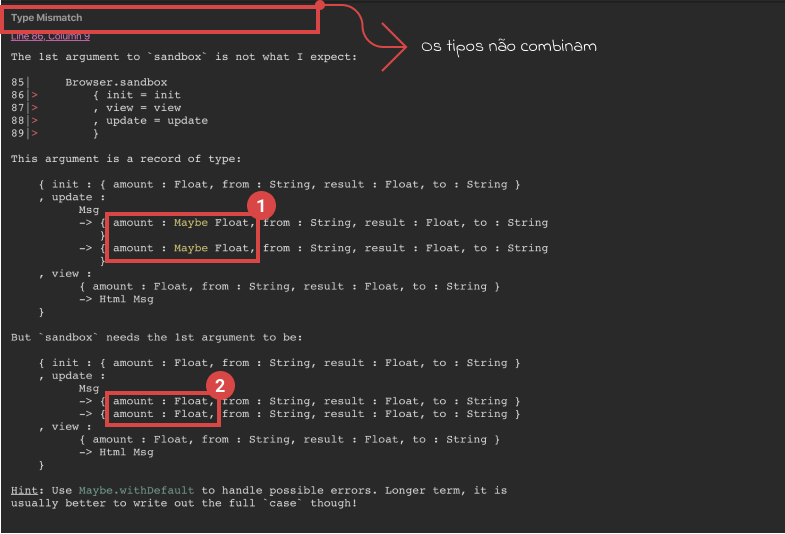 Type Mismatch
Os tipos não combinam
Line 86, Column 9
The 1st argument to `sandbox` is not what I expect:
85|     Browser.sandbox
86|>        { init = init
87|>        , view = view
88|>        , update = update
89|>        }
This argument is a record of type:
    { init : { amount : Float, from : String, result : Float, to : String }
    , update :
          Msg
          -> { amount : Maybe Float, from : String, result : Float, to : String
             }
          -> { amount : Maybe Float, from : String, result : Float, to : String
             }
    , view :
          { amount : Float, from : String, result : Float, to : String }
          -> Html Msg
    }
1
But `sandbox` needs the 1st argument to be:
    { init : { amount : Float, from : String, result : Float, to : String }
    , update :
          Msg
          -> { amount : Float, from : String, result : Float, to : String }
          -> { amount : Float, from : String, result : Float, to : String }
    , view :
          { amount : Float, from : String, result : Float, to : String }
          -> Html Msg
    }
2
Hint: Use Maybe.withDefault to handle possible errors. Longer term, it is
usually better to write out the full `case` though!